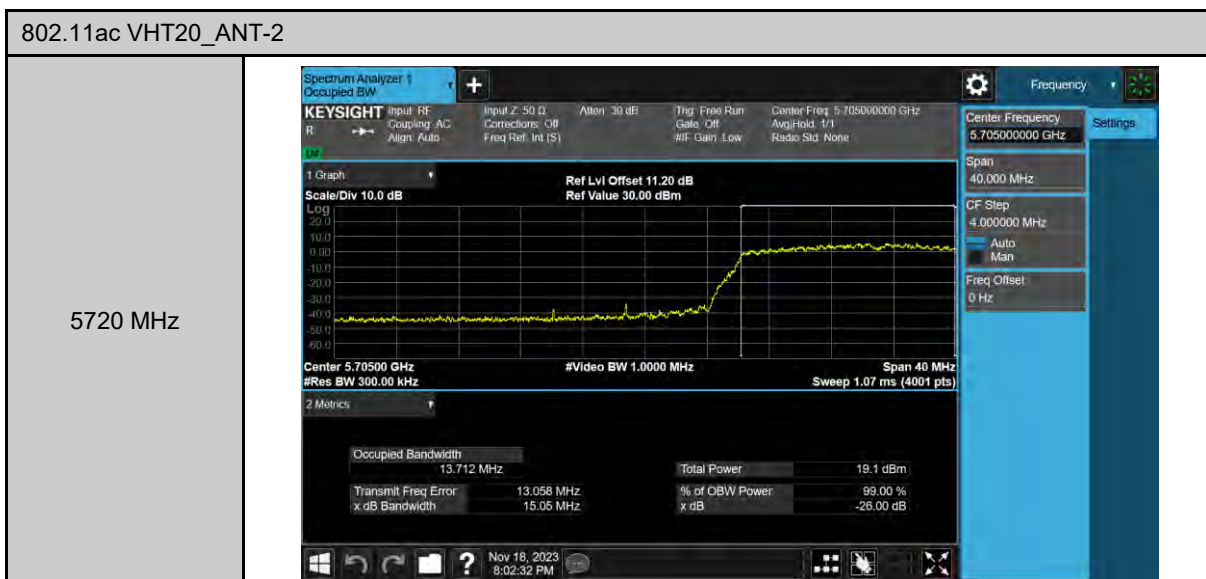 802.11ac VHT20_ANT-2
5720 MHz
Spectrum Analyzer 1
Occupied BW
Frequency
KEYSIGHT
R
Input: RF
Coupling: AC
Align: Auto
Input Z: 50 Ω
Corrections: Off
Freq Ref: Int (S)
Atten: 30 dB
Trig: Free Run
Gate: Off
#IF Gain: Low
Center Freq: 5.705000000 GHz
Avg|Hold: 1/1
Radio Std: None
Center Frequency
5.705000000 GHz
Settings
Span
40.000 MHz
CF Step
4.000000 MHz
Auto
Man
Freq Offset
0 Hz
1 Graph
Scale/Div 10.0 dB
Ref Lvl Offset 11.20 dB
Ref Value 30.00 dBm
Log
20.0
10.0
0.00
-10.0
-20.0
-30.0
-40.0
-50.0
-60.0
Center 5.70500 GHz
#Video BW 1.0000 MHz
Span 40 MHz
#Res BW 300.00 kHz
Sweep 1.07 ms (4001 pts)
2 Metrics
Occupied Bandwidth
13.712 MHz
Total Power 19.1 dBm
Transmit Freq Error 13.058 MHz
% of OBW Power 99.00 %
x dB Bandwidth 15.05 MHz
x dB -26.00 dB
Nov 18, 2023
8:02:32 PM